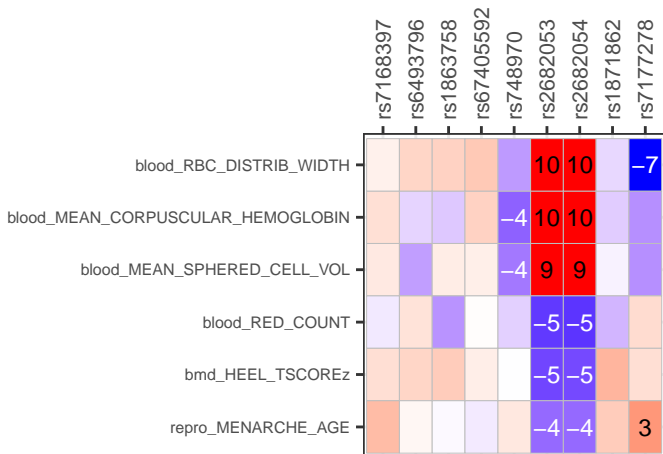 rs7168397 rs6493796 rs1863758 rs67405592 rs748970 rs2682053 rs2682054 rs1871862 rs7177278
blood_RBC_DISTRIB_WIDTH 10 10 −7
blood_MEAN_CORPUSCULAR_HEMOGLOBIN −4 10 10
blood_MEAN_SPHERED_CELL_VOL −4 9 9
blood_RED_COUNT −5 −5
bmd_HEEL_TSCOREz −5 −5
repro_MENARCHE_AGE −4 −4 3